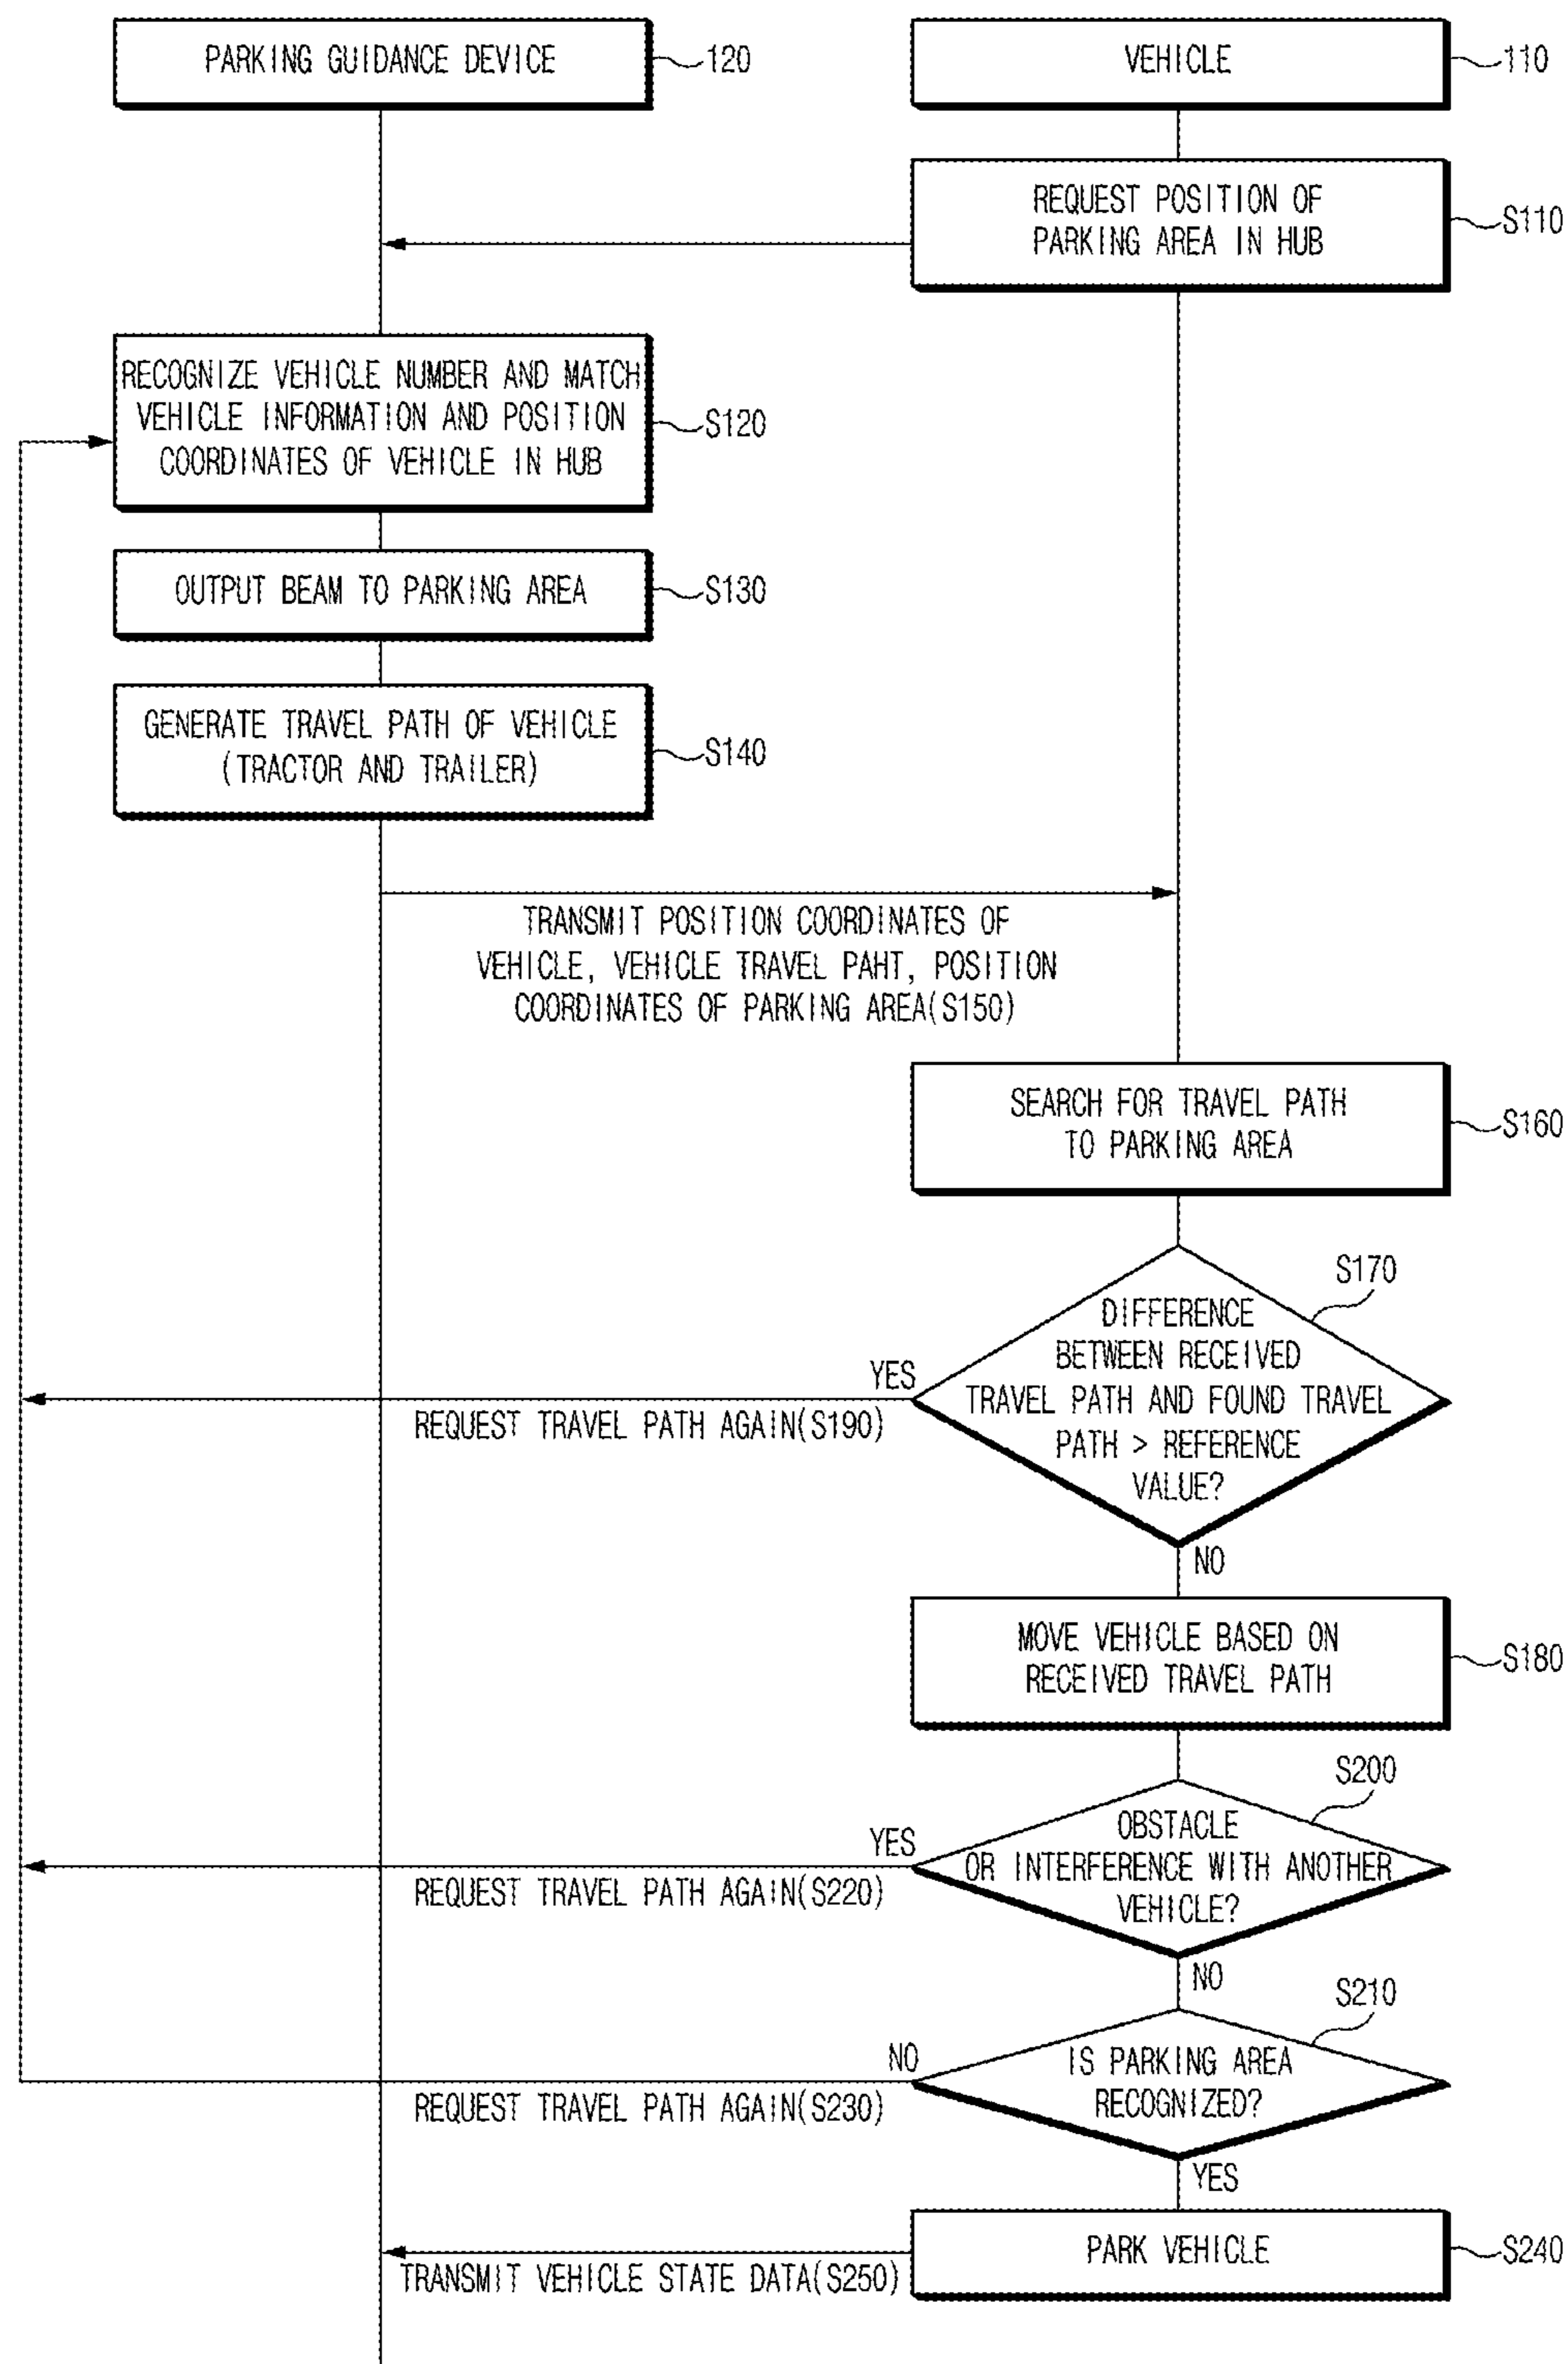 PARKING GUIDANCE DEVICE
120
VEHICLE
110
REQUEST POSITION OF
PARKING AREA IN HUB
S110
RECOGNIZE VEHICLE NUMBER AND MATCH
VEHICLE INFORMATION AND POSITION
COORDINATES OF VEHICLE IN HUB
S120
OUTPUT BEAM TO PARKING AREA
S130
GENERATE TRAVEL PATH OF VEHICLE
(TRACTOR AND TRAILER)
S140
TRANSMIT POSITION COORDINATES OF
VEHICLE, VEHICLE TRAVEL PAHT, POSITION
COORDINATES OF PARKING AREA(S150)
SEARCH FOR TRAVEL PATH
TO PARKING AREA
S160
S170
DIFFERENCE
BETWEEN RECEIVED
TRAVEL PATH AND FOUND TRAVEL
PATH > REFERENCE
VALUE?
YES
REQUEST TRAVEL PATH AGAIN(S190)
NO
MOVE VEHICLE BASED ON
RECEIVED TRAVEL PATH
S180
S200
OBSTACLE
OR INTERFERENCE WITH ANOTHER
VEHICLE?
YES
REQUEST TRAVEL PATH AGAIN(S220)
NO
S210
IS PARKING AREA
RECOGNIZED?
NO
REQUEST TRAVEL PATH AGAIN(S230)
YES
PARK VEHICLE
S240
TRANSMIT VEHICLE STATE DATA(S250)